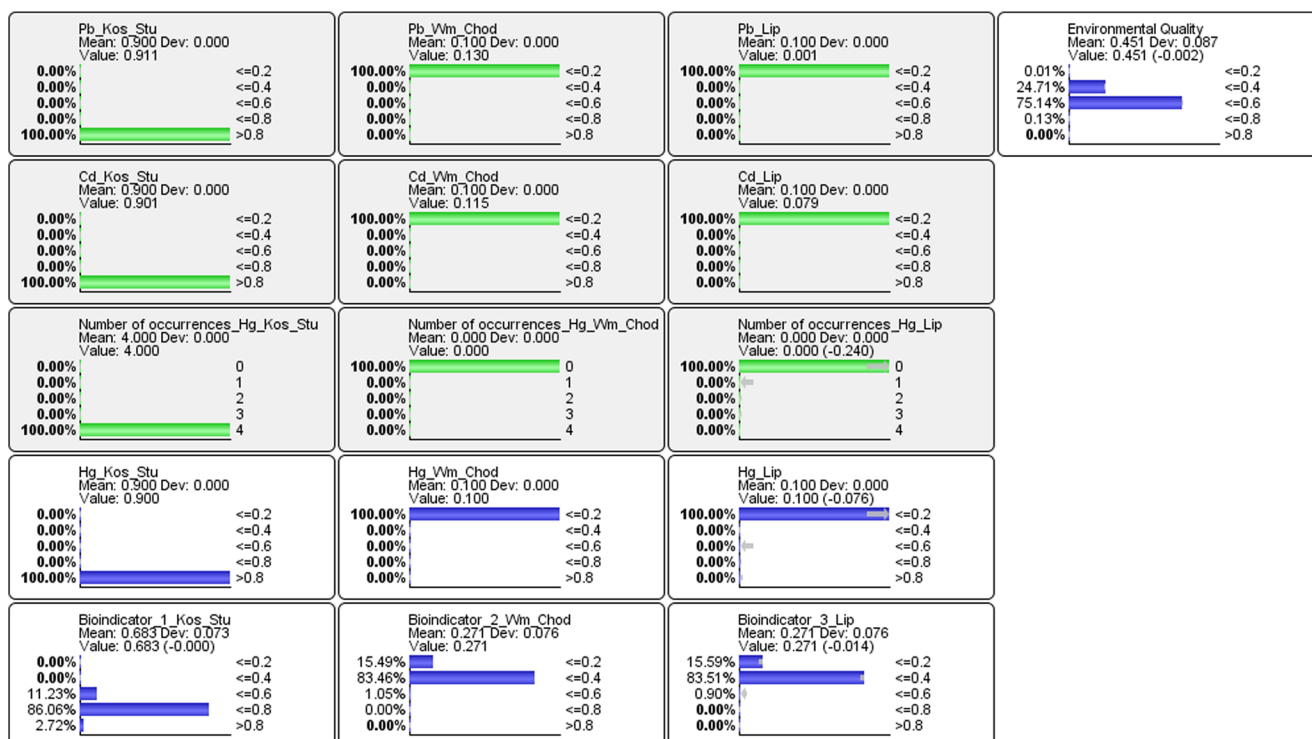 Pb_Kos_Stu
Mean: 0.900 Dev: 0.000
Value: 0.911
0.00% <=0.2
0.00% <=0.4
0.00% <=0.6
0.00% <=0.8
100.00% >0.8
Pb_Wm_Chod
Mean: 0.100 Dev: 0.000
Value: 0.130
100.00% <=0.2
0.00% <=0.4
0.00% <=0.6
0.00% <=0.8
0.00% >0.8
Pb_Lip
Mean: 0.100 Dev: 0.000
Value: 0.001
100.00% <=0.2
0.00% <=0.4
0.00% <=0.6
0.00% <=0.8
0.00% >0.8
Environmental Quality
Mean: 0.451 Dev: 0.087
Value: 0.451 (-0.002)
0.01% <=0.2
24.71% <=0.4
75.14% <=0.6
0.13% <=0.8
0.00% >0.8
Cd_Kos_Stu
Mean: 0.900 Dev: 0.000
Value: 0.901
0.00% <=0.2
0.00% <=0.4
0.00% <=0.6
0.00% <=0.8
100.00% >0.8
Cd_Wm_Chod
Mean: 0.100 Dev: 0.000
Value: 0.115
100.00% <=0.2
0.00% <=0.4
0.00% <=0.6
0.00% <=0.8
0.00% >0.8
Cd_Lip
Mean: 0.100 Dev: 0.000
Value: 0.079
100.00% <=0.2
0.00% <=0.4
0.00% <=0.6
0.00% <=0.8
0.00% >0.8
Number of occurrences_Hg_Kos_Stu
Mean: 4.000 Dev: 0.000
Value: 4.000
0.00% 0
0.00% 1
0.00% 2
0.00% 3
100.00% 4
Number of occurrences_Hg_Wm_Chod
Mean: 0.000 Dev: 0.000
Value: 0.000
100.00% 0
0.00% 1
0.00% 2
0.00% 3
0.00% 4
Number of occurrences_Hg_Lip
Mean: 0.000 Dev: 0.000
Value: 0.000 (-0.240)
100.00% 0
0.00% 1
0.00% 2
0.00% 3
0.00% 4
Hg_Kos_Stu
Mean: 0.900 Dev: 0.000
Value: 0.900
0.00% <=0.2
0.00% <=0.4
0.00% <=0.6
0.00% <=0.8
100.00% >0.8
Hg_Wm_Chod
Mean: 0.100 Dev: 0.000
Value: 0.100
100.00% <=0.2
0.00% <=0.4
0.00% <=0.6
0.00% <=0.8
0.00% >0.8
Hg_Lip
Mean: 0.100 Dev: 0.000
Value: 0.100 (-0.076)
100.00% <=0.2
0.00% <=0.4
0.00% <=0.6
0.00% <=0.8
0.00% >0.8
Bioindicator_1_Kos_Stu
Mean: 0.683 Dev: 0.073
Value: 0.683 (-0.000)
0.00% <=0.2
0.00% <=0.4
11.23% <=0.6
86.06% <=0.8
2.72% >0.8
Bioindicator_2_Wm_Chod
Mean: 0.271 Dev: 0.076
Value: 0.271
15.49% <=0.2
83.46% <=0.4
1.05% <=0.6
0.00% <=0.8
0.00% >0.8
Bioindicator_3_Lip
Mean: 0.271 Dev: 0.076
Value: 0.271 (-0.014)
15.59% <=0.2
83.51% <=0.4
0.90% <=0.6
0.00% <=0.8
0.00% >0.8